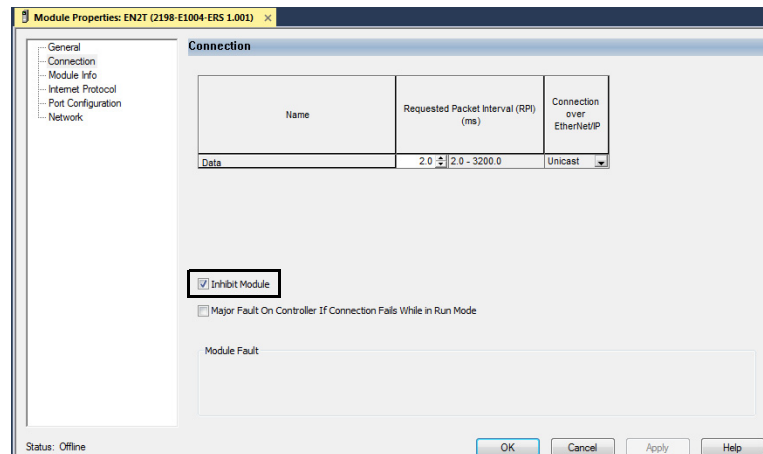 Module Properties: EN2T (2198-E1004-ERS 1.001) ×
General
Connection
Module Info
Internet Protocol
Port Configuration
Network
Connection
Name
Requested Packet Interval (RPI)
(ms)
Connection
over
EtherNet/IP
Data
2.0 2.0 - 3200.0 Unicast
Inhibit Module
Major Fault On Controller If Connection Fails While in Run Mode
Module Fault
Status: Offline
OK Cancel Apply Help